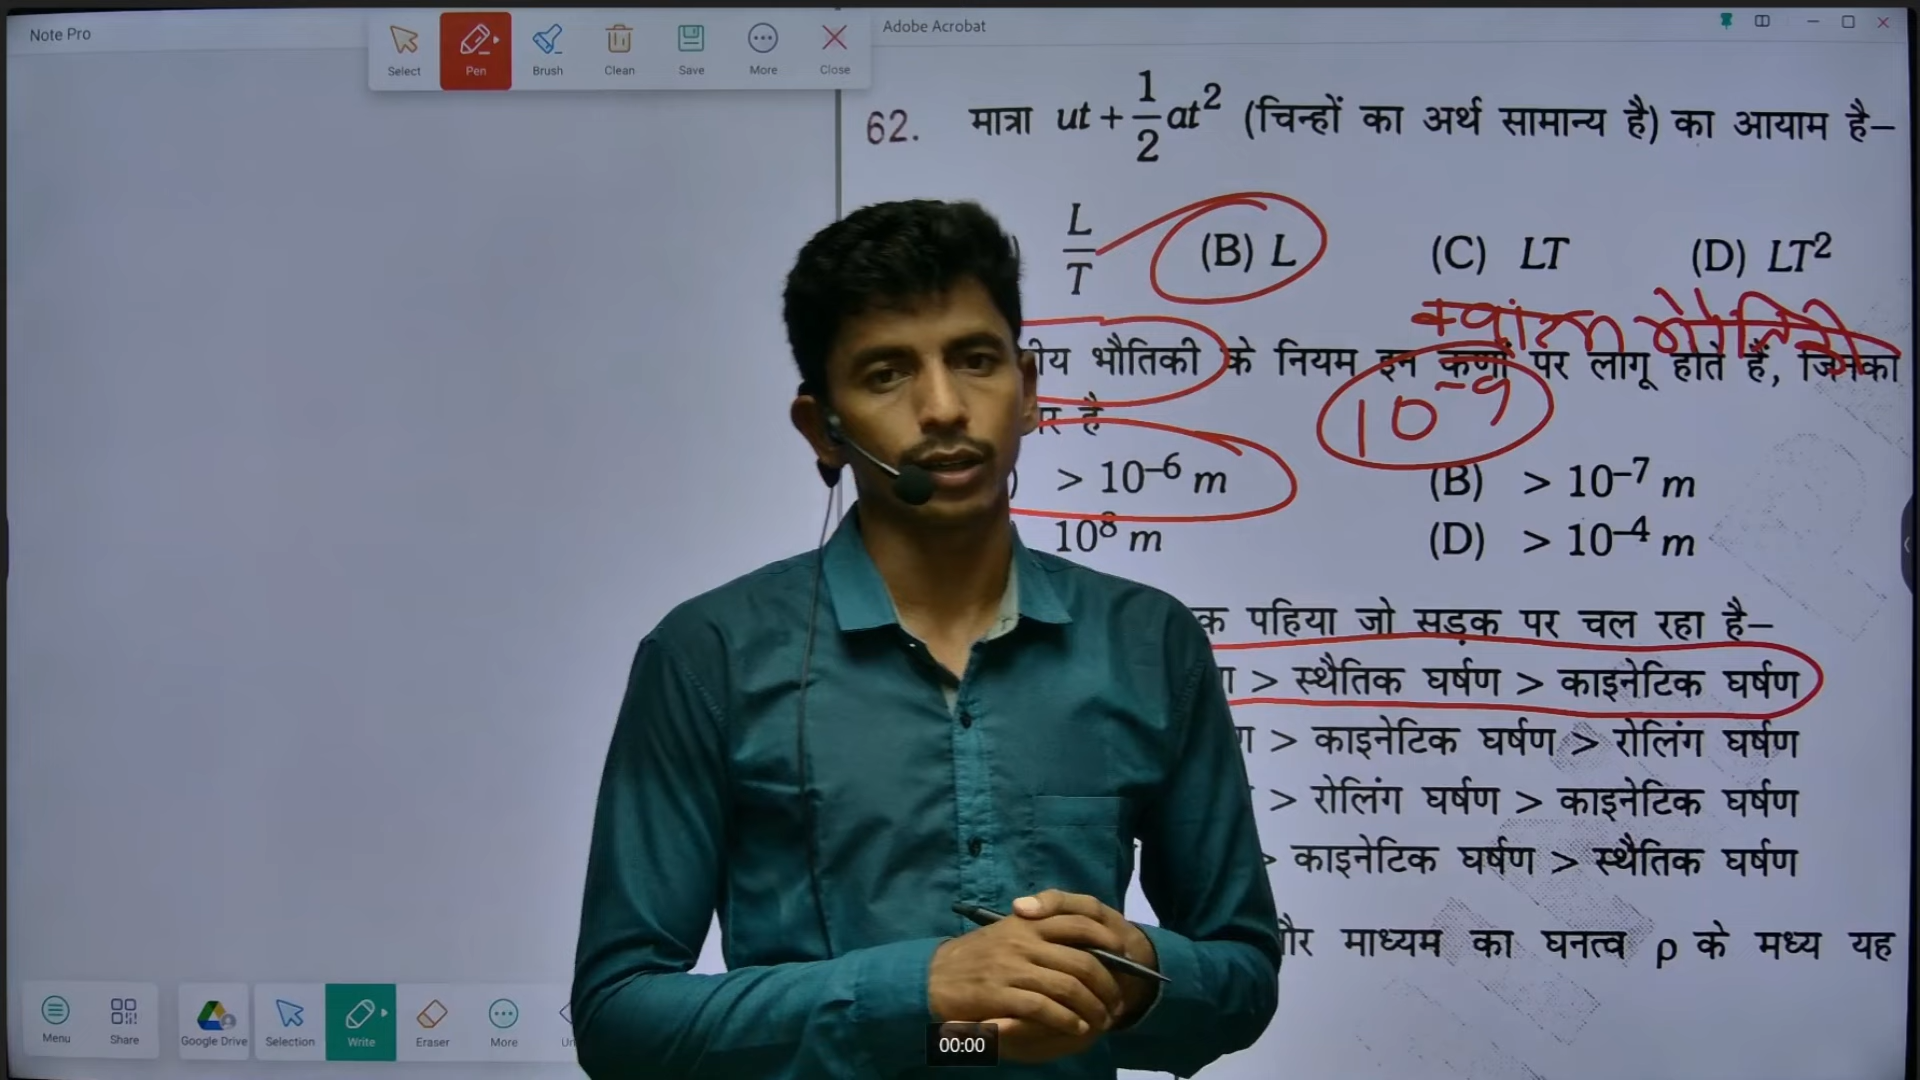 Note Pro
Select
Pen
Brush
Clean
Save
More
Close
Adobe Acrobat
62. मात्रा ut + 1/2 at² (चिन्हों का अर्थ सामान्य है) का आयाम है–
L/T (B) L (C) LT (D) LT²
क्वांटम भौतिकी
भौतिकी के नियम इन कणों पर लागू होते हैं, जिनका
है
10⁻⁹
> 10⁻⁶ m (B) > 10⁻⁷ m
10⁸ m (D) > 10⁻⁴ m
पहिया जो सड़क पर चल रहा है–
> स्थैतिक घर्षण > काइनेटिक घर्षण
> काइनेटिक घर्षण > रोलिंग घर्षण
> रोलिंग घर्षण > काइनेटिक घर्षण
> काइनेटिक घर्षण > स्थैतिक घर्षण
माध्यम का घनत्व ρ के मध्य यह
Menu
Share
Google Drive
Selection
Write
Eraser
More
00:00